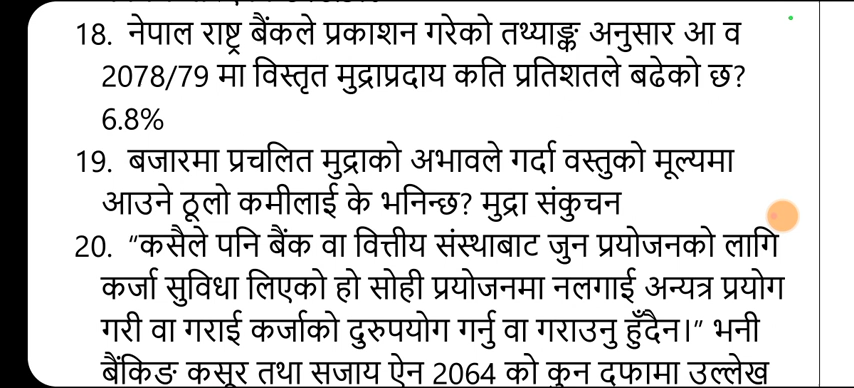 18. नेपाल राष्ट्र बैंकले प्रकाशन गरेको तथ्याङ्क अनुसार आ व
2078/79 मा विस्तृत मुद्राप्रदाय कति प्रतिशतले बढेको छ?
6.8%
19. बजारमा प्रचलित मुद्राको अभावले गर्दा वस्तुको मूल्यमा
आउने ठूलो कमीलाई के भनिन्छ? मुद्रा संकुचन
20. “कसैले पनि बैंक वा वित्तीय संस्थाबाट जुन प्रयोजनको लागि
कर्जा सुविधा लिएको हो सोही प्रयोजनमा नलगाई अन्यत्र प्रयोग
गरी वा गराई कर्जाको दुरुपयोग गर्नु वा गराउनु हुँदैन।” भनी
बैंकिङ कसूर तथा सजाय ऐन 2064 को कुन दफामा उल्लेख